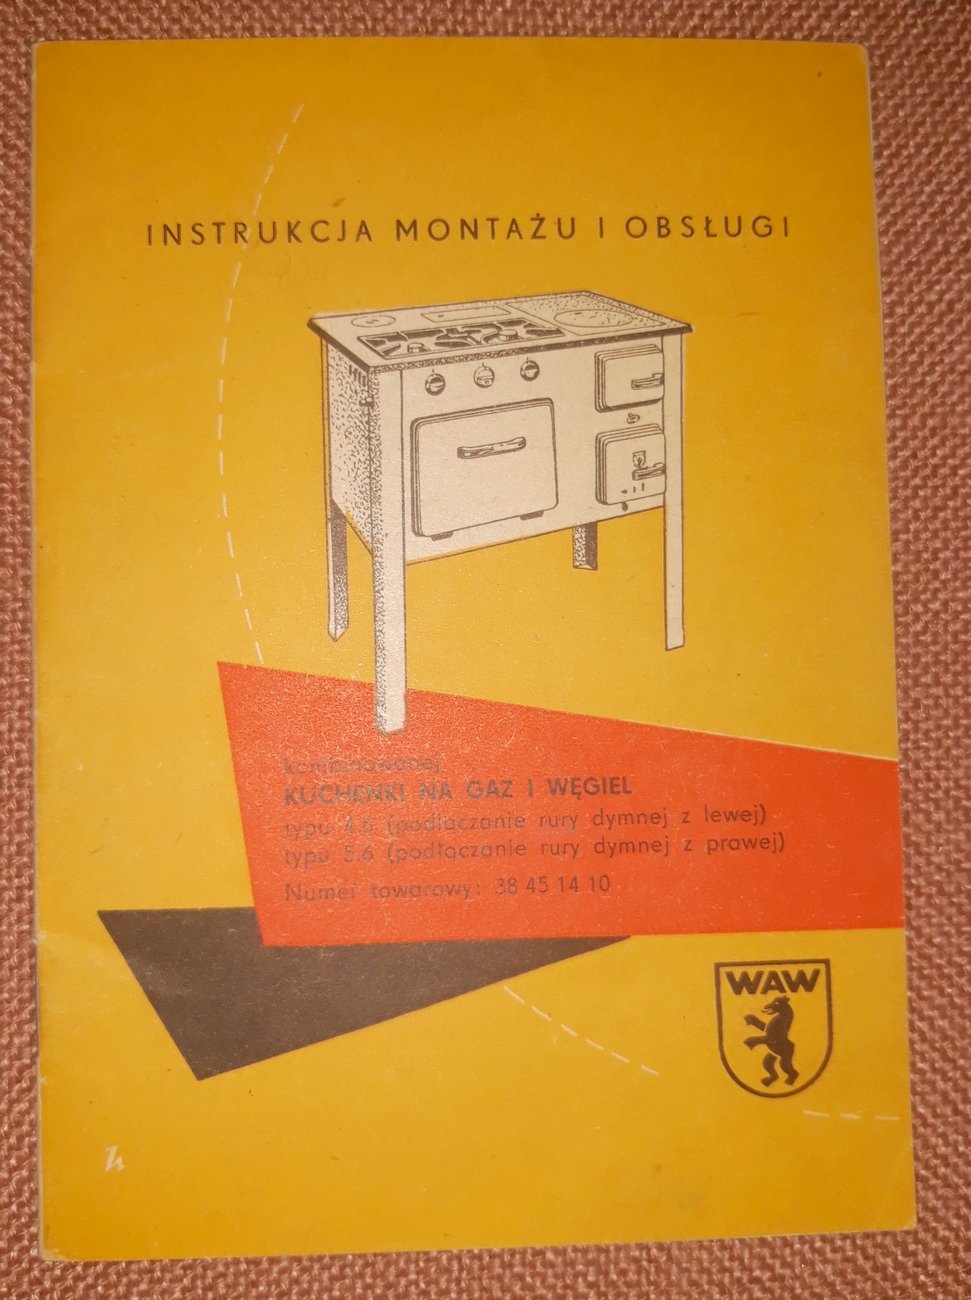 INSTRUKCJA MONTAŻU I OBSŁUGI
kombinowanej
KUCHENKI NA GAZ I WĘGIEL
typu 4.6 (podłączanie rury dymnej z lewej)
typu 5.6 (podłączanie rury dymnej z prawej)
Numer towarowy: 38 45 14 10
WAW